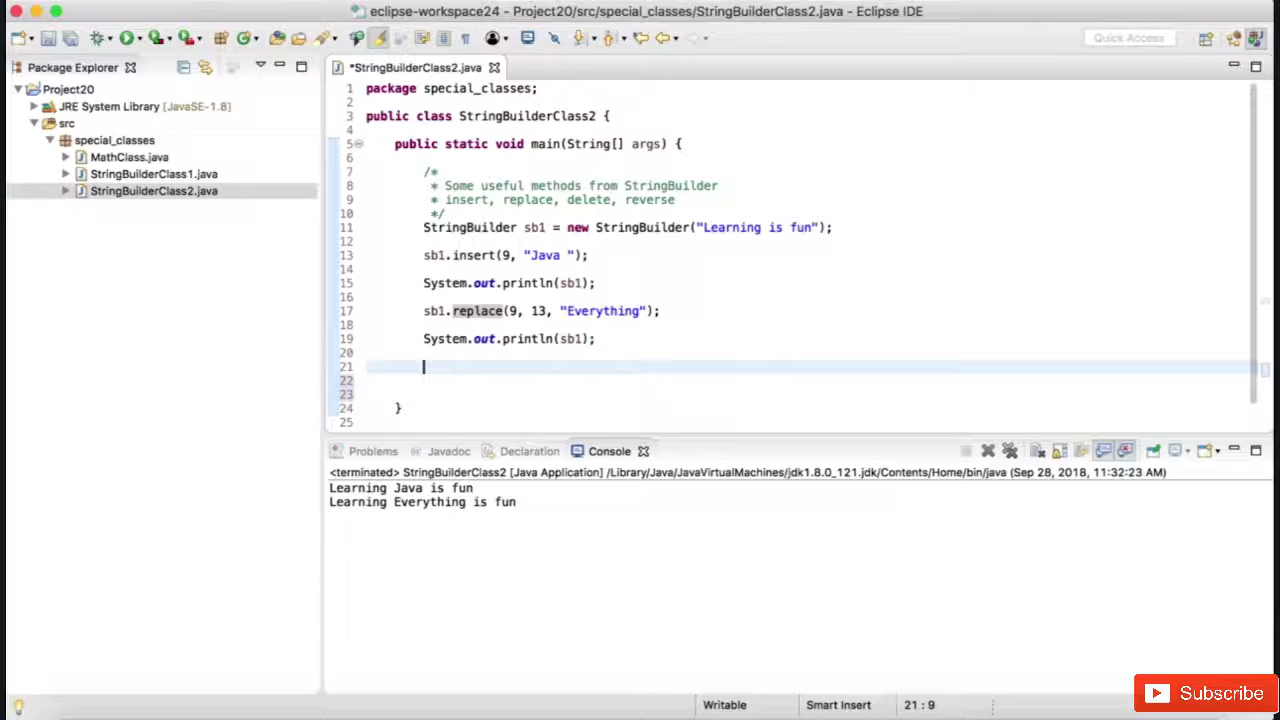 eclipse-workspace24 - Project20/src/special_classes/StringBuilderClass2.java - Eclipse IDE
Quick Access
Package Explorer
Project20
JRE System Library [JavaSE-1.8]
src
special_classes
MathClass.java
StringBuilderClass1.java
StringBuilderClass2.java
*StringBuilderClass2.java
1 package special_classes;
2
3 public class StringBuilderClass2 {
4
5 public static void main(String[] args) {
6
7 /*
8 * Some useful methods from StringBuilder
9 * insert, replace, delete, reverse
10 */
11 StringBuilder sb1 = new StringBuilder("Learning is fun");
12
13 sb1.insert(9, "Java ");
14
15 System.out.println(sb1);
16
17 sb1.replace(9, 13, "Everything");
18
19 System.out.println(sb1);
20
21
22
23
24 }
25
Problems @ Javadoc Declaration Console
<terminated> StringBuilderClass2 [Java Application] /Library/Java/JavaVirtualMachines/jdk1.8.0_121.jdk/Contents/Home/bin/java (Sep 28, 2018, 11:32:23 AM)
Learning Java is fun
Learning Everything is fun
Writable Smart Insert 21 : 9
Subscribe